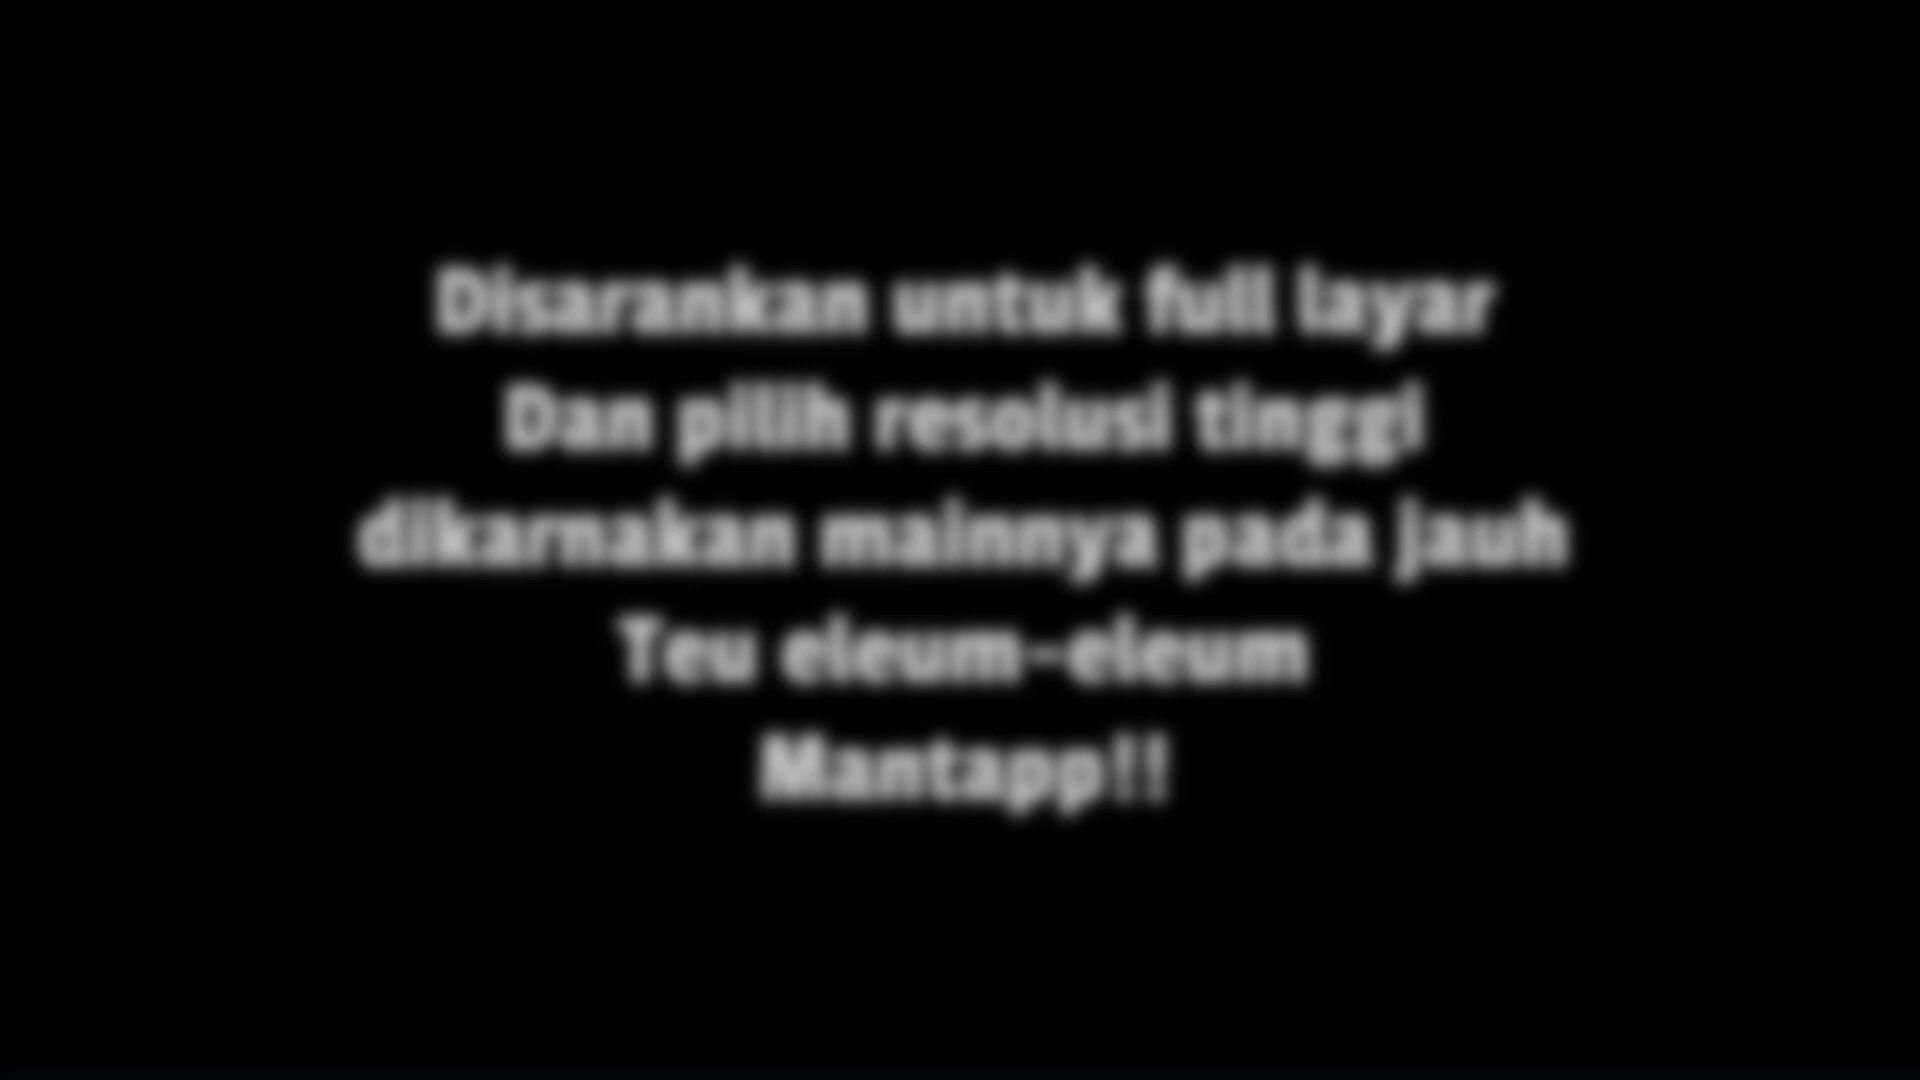 Disarankan untuk full layar
Dan pilih resolusi tinggi
dikarnakan mainnya pada jauh
Teu eleum-eleum
Mantapp!!